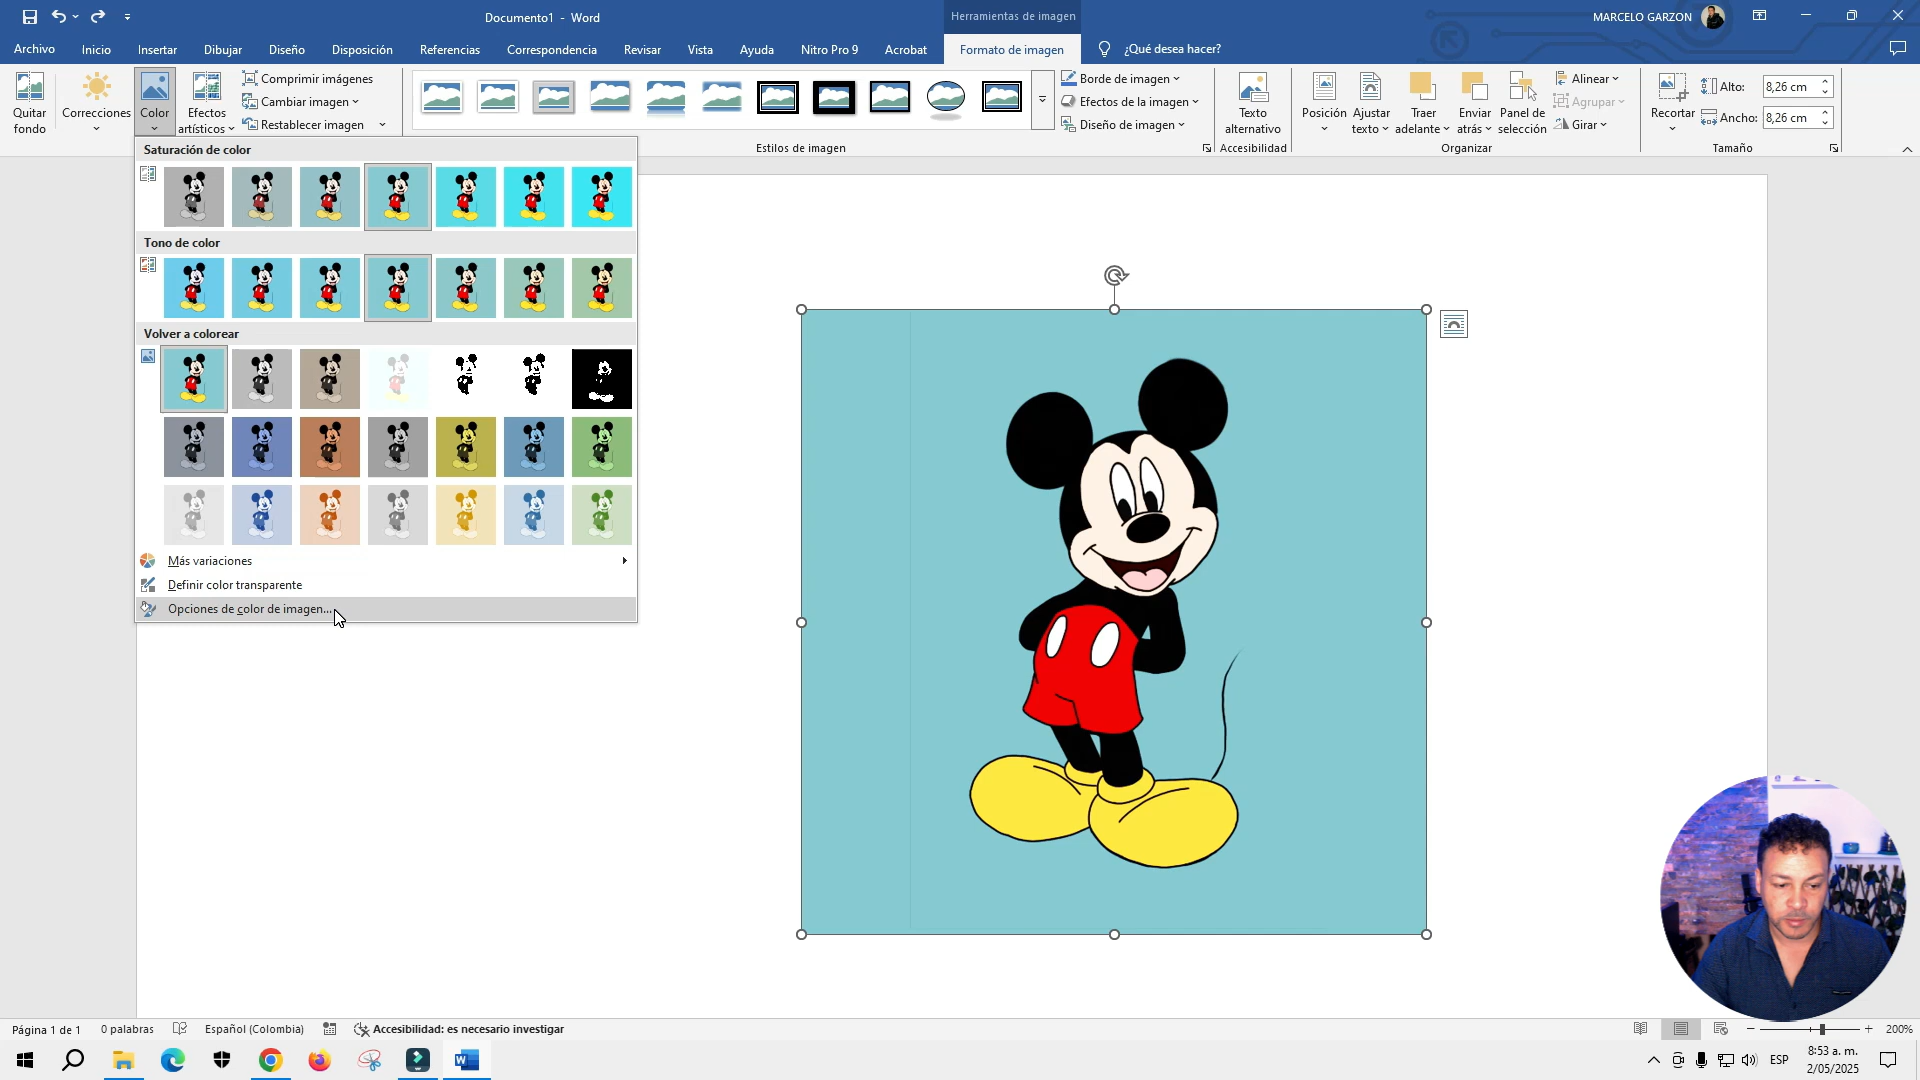 Documento1 - Word
Herramientas de imagen
MARCELO GARZON
Archivo Inicio Insertar Dibujar Diseño Disposición Referencias Correspondencia Revisar Vista Ayuda Nitro Pro 9 Acrobat Formato de imagen ¿Qué desea hacer?
Quitar fondo
Correcciones
Color
Efectos artísticos
Comprimir imágenes
Cambiar imagen
Restablecer imagen
Estilos de imagen
Borde de imagen
Efectos de la imagen
Diseño de imagen
Texto alternativo
Accesibilidad
Posición
Ajustar texto
Traer adelante
Enviar atrás
Panel de selección
Alinear
Agrupar
Girar
Organizar
Recortar
Alto: 8,26 cm
Ancho: 8,26 cm
Tamaño
Saturación de color
Tono de color
Volver a colorear
Más variaciones
Definir color transparente
Opciones de color de imagen...
Página 1 de 1 0 palabras Español (Colombia) Accesibilidad: es necesario investigar 200%
ESP
8:53 a. m.
2/05/2025